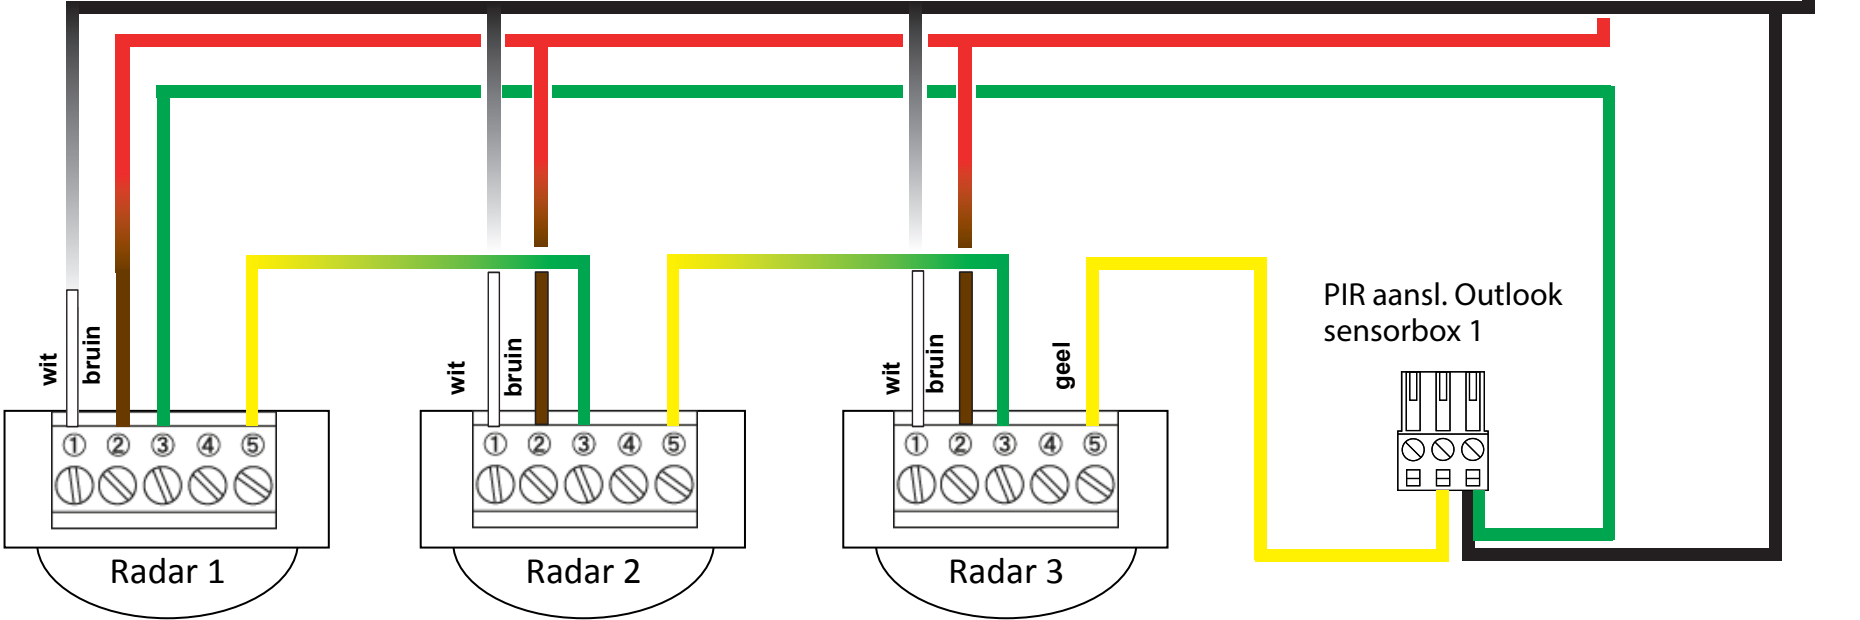 PIR aansl. Outlook
sensorbox 1
wit
bruin
wit
bruin
wit
bruin
geel
① ② ③ ④ ⑤
① ② ③ ④ ⑤
① ② ③ ④ ⑤
Radar 1
Radar 2
Radar 3